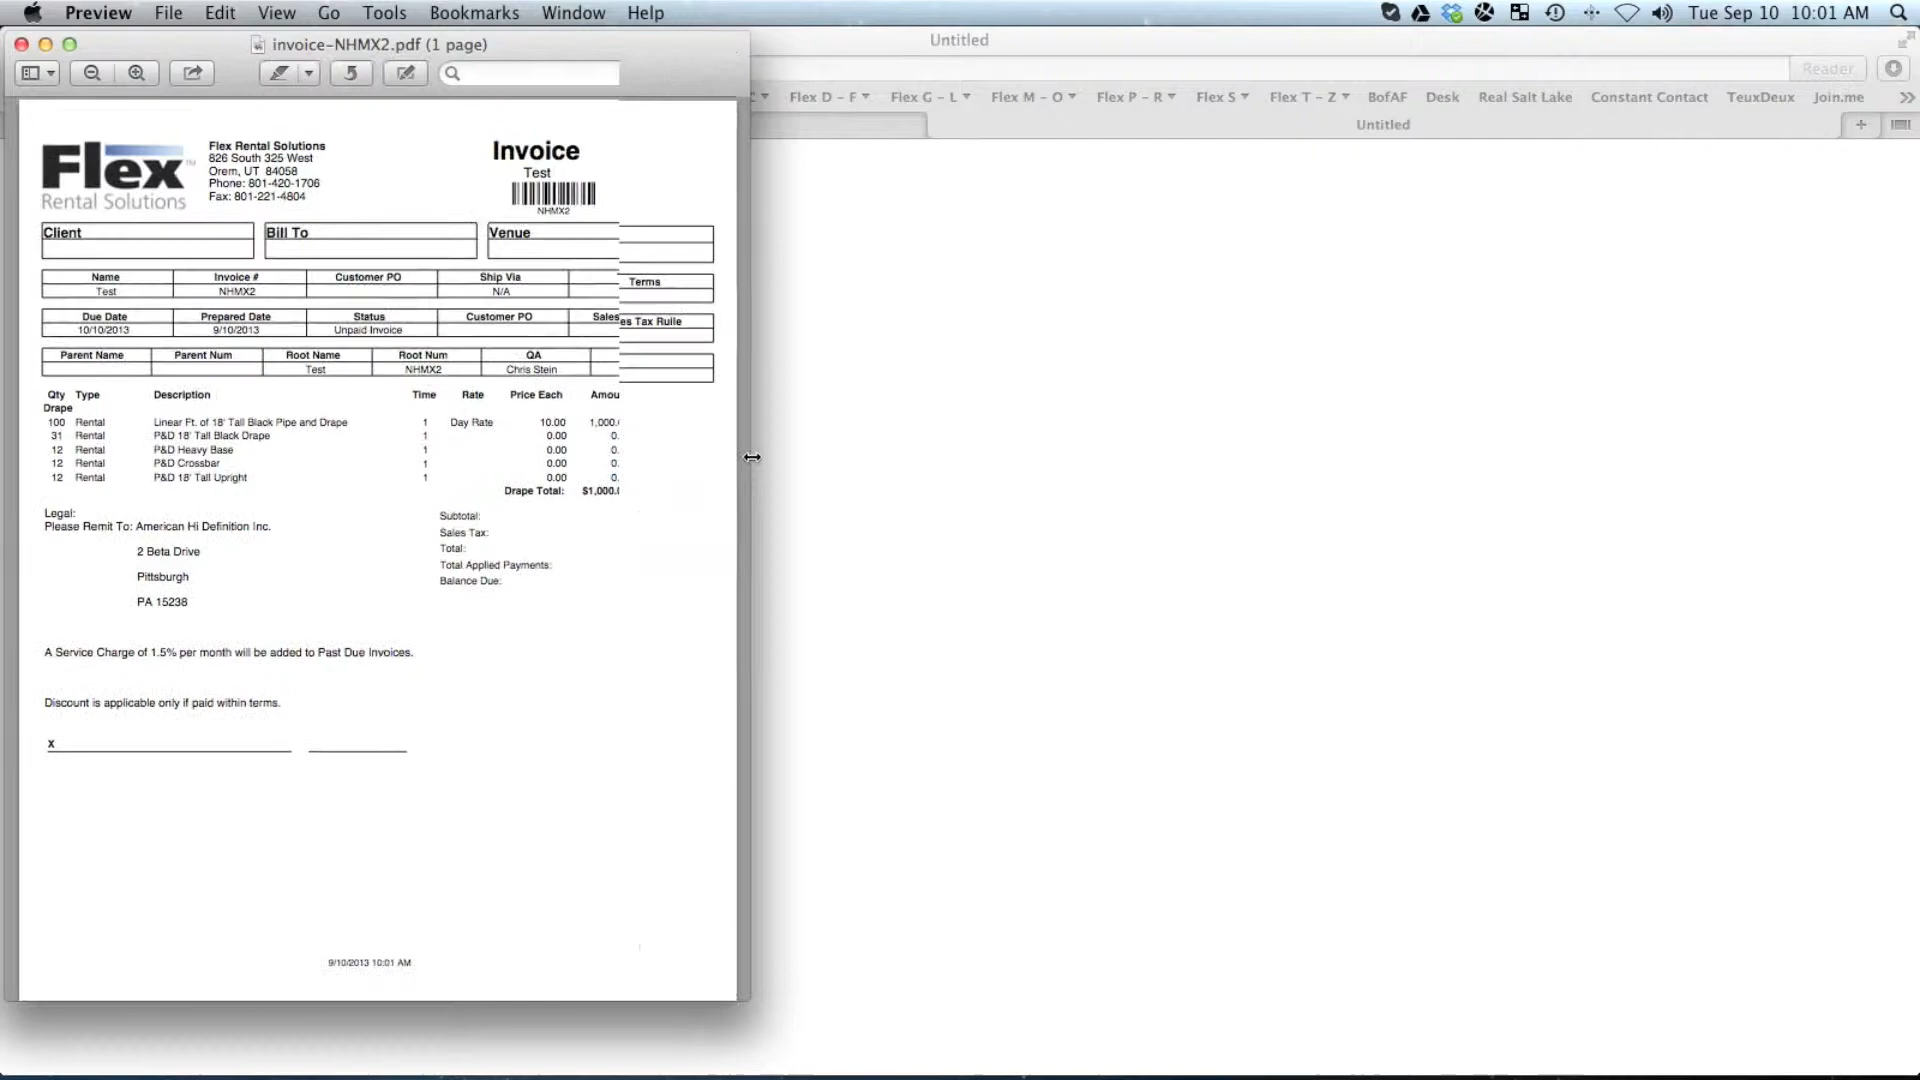 Preview File Edit View Go Tools Bookmarks Window Help Tue Sep 10 10:01 AM
invoice-NHMX2.pdf (1 page)
Untitled
Reader
Flex D – F Flex G – L Flex M – O Flex P – R Flex S Flex T – Z BofAF Desk Real Salt Lake Constant Contact TeuxDeux Join.me
Untitled
Flex™
Rental Solutions
Flex Rental Solutions
826 South 325 West
Orem, UT 84058
Phone: 801-420-1706
Fax: 801-221-4804
Invoice
Test
NHMX2
Client Bill To Venue
Name Invoice # Customer PO Ship Via Terms
Test NHMX2 N/A
Due Date Prepared Date Status Customer PO Sales es Tax Rulle
10/10/2013 9/10/2013 Unpaid Invoice
Parent Name Parent Num Root Name Root Num QA
Test NHMX2 Chris Stein
Qty Type Description Time Rate Price Each Amou
Drape
100 Rental Linear Ft. of 18' Tall Black Pipe and Drape 1 Day Rate 10.00 1,000.
31 Rental P&D 18' Tall Black Drape 1 0.00 0.
12 Rental P&D Heavy Base 1 0.00 0.
12 Rental P&D Crossbar 1 0.00 0.
12 Rental P&D 18' Tall Upright 1 0.00 0.
Drape Total: $1,000.
Legal:
Please Remit To: American Hi Definition Inc.
2 Beta Drive
Pittsburgh
PA 15238
Subtotal:
Sales Tax:
Total:
Total Applied Payments:
Balance Due:
A Service Charge of 1.5% per month will be added to Past Due Invoices.
Discount is applicable only if paid within terms.
x
9/10/2013 10:01 AM